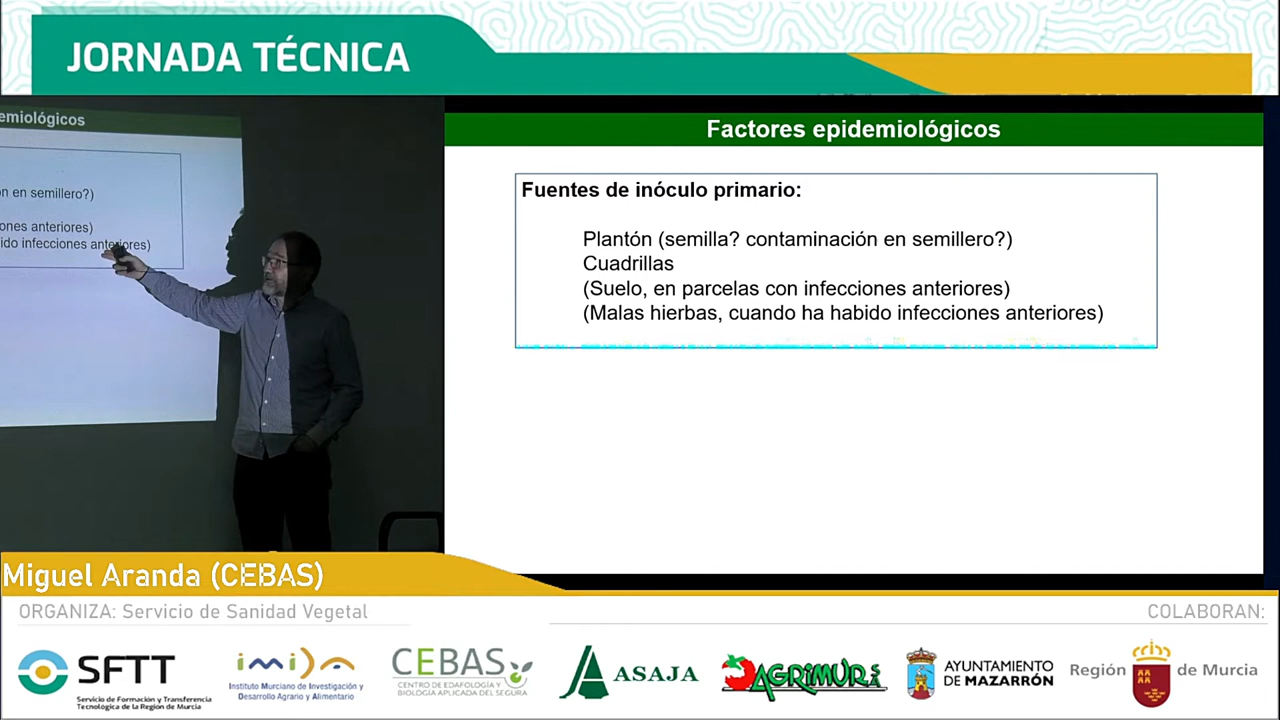 JORNADA TÉCNICA
emiológicos
n en semillero?)
ones anteriores)
ido infecciones anteriores)
Factores epidemiológicos
Fuentes de inóculo primario:
Plantón (semilla? contaminación en semillero?)
Cuadrillas
(Suelo, en parcelas con infecciones anteriores)
(Malas hierbas, cuando ha habido infecciones anteriores)
Miguel Aranda (CEBAS)
ORGANIZA: Servicio de Sanidad Vegetal
COLABORAN:
SFTT
Servicio de Formación y Transferencia
Tecnológica de la Región de Murcia
imida
Instituto Murciano de Investigación y
Desarrollo Agrario y Alimentario
CEBAS
CENTRO DE EDAFOLOGÍA Y
BIOLOGÍA APLICADA DEL SEGURA
ASAJA
AGRIMUR
AYUNTAMIENTO
DE MAZARRÓN
Región de Murcia